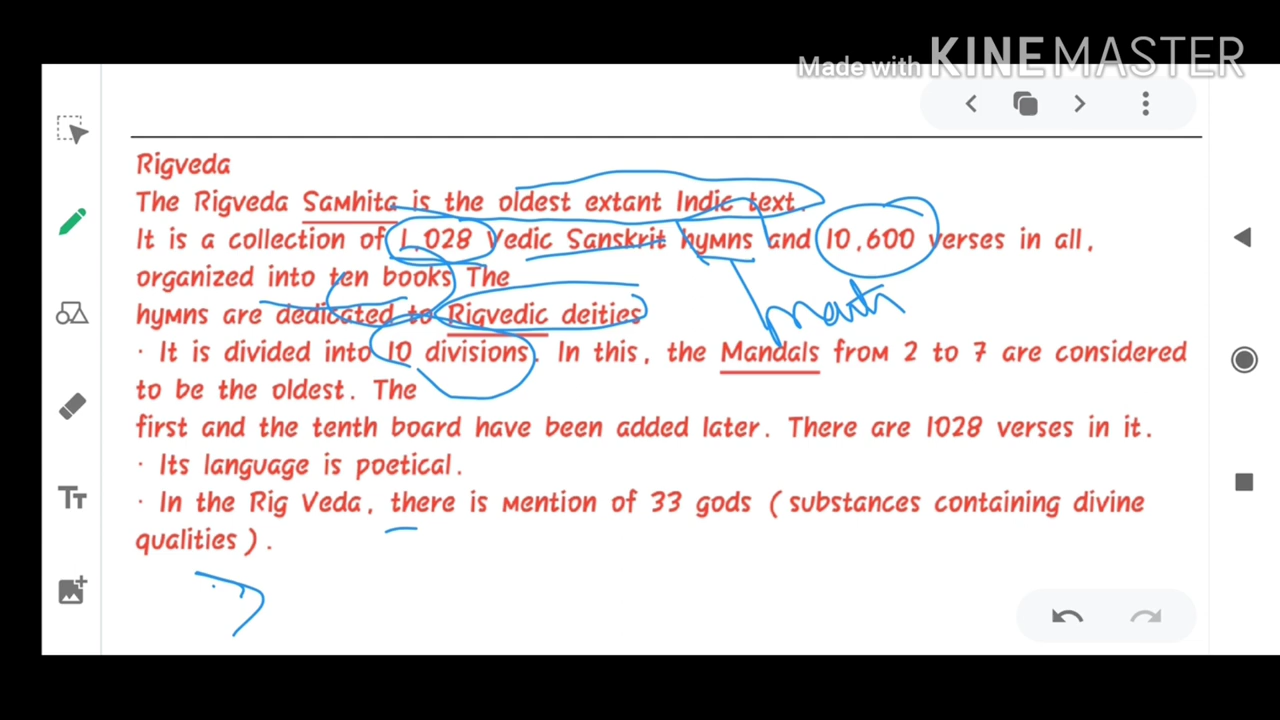 Made with KINEMASTER
Rigveda
The Rigveda Samhita is the oldest extant Indic text.
It is a collection of 1,028 Vedic Sanskrit hymns and 10,600 verses in all,
organized into ten books. The
hymns are dedicated to Rigvedic deities
· It is divided into 10 divisions. In this, the Mandals from 2 to 7 are considered
to be the oldest. The
first and the tenth board have been added later. There are 1028 verses in it.
· Its language is poetical.
· In the Rig Veda, there is mention of 33 gods ( substances containing divine
qualities ).
TT